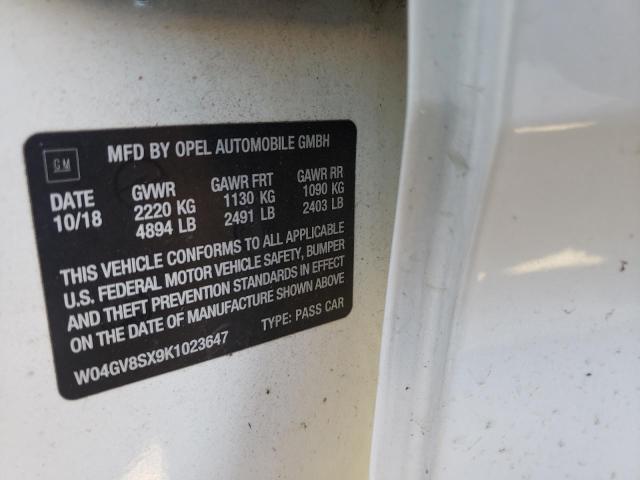 GM
MFD BY OPEL AUTOMOBILE GMBH
DATE GVWR GAWR FRT GAWR RR
10/18 2220 KG 1130 KG 1090 KG
4894 LB 2491 LB 2403 LB
THIS VEHICLE CONFORMS TO ALL APPLICABLE
U.S. FEDERAL MOTOR VEHICLE SAFETY, BUMPER
AND THEFT PREVENTION STANDARDS IN EFFECT
ON THE DATE OF MANUFACTURE SHOWN ABOVE
W04GV8SX9K1023647 TYPE: PASS CAR